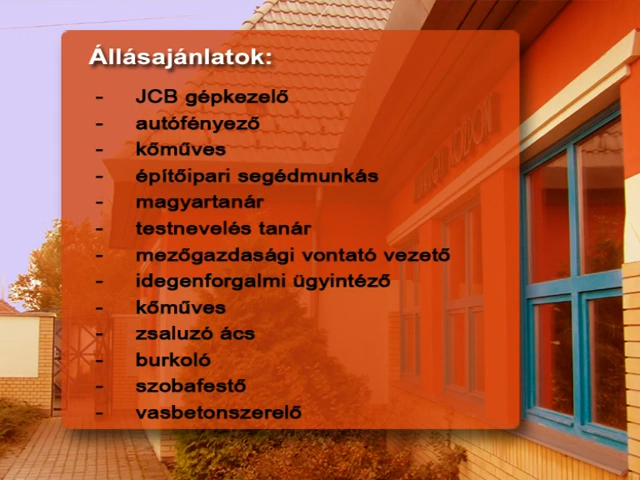 Állásajánlatok:
- JCB gépkezelő
- autófényező
- kőműves
- építőipari segédmunkás
- magyartanár
- testnevelés tanár
- mezőgazdasági vontató vezető
- idegenforgalmi ügyintéző
- kőműves
- zsaluzó ács
- burkoló
- szobafestő
- vasbetonszerelő